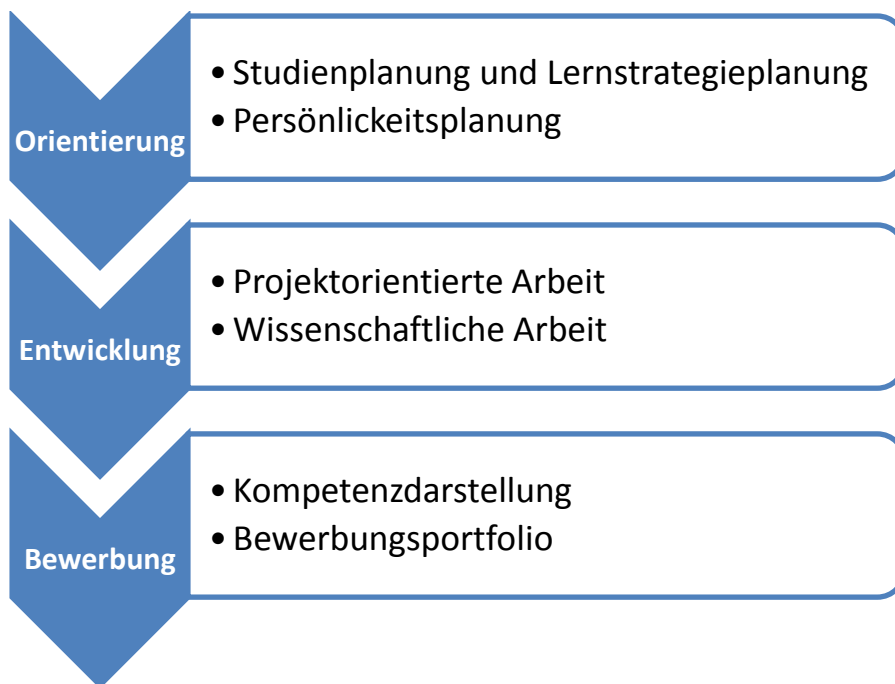 Orientierung
• Studienplanung und Lernstrategieplanung
• Persönlickeitsplanung
Entwicklung
• Projektorientierte Arbeit
• Wissenschaftliche Arbeit
Bewerbung
• Kompetenzdarstellung
• Bewerbungsportfolio